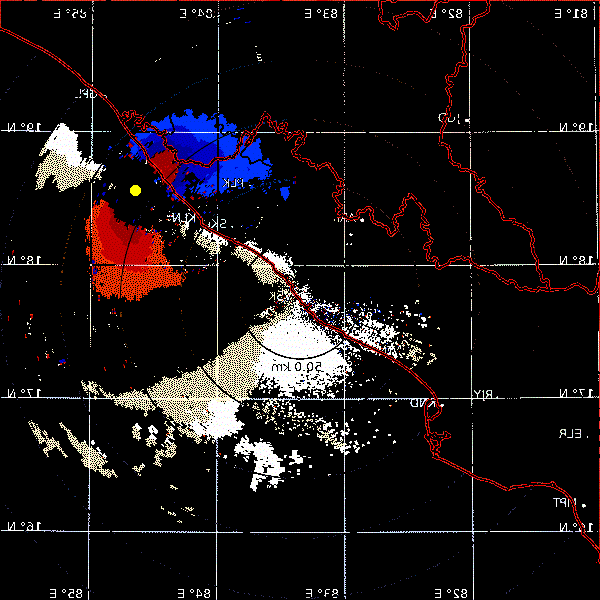 85° E 84° E 83° E 82° E 81° E
GPL
19° N 19° N
PLK
18° N 18° N
50.0 km
17° N 17° N
KND RJY
ELR
MPT
16° N 16° N
85° E 84° E 83° E 82° E